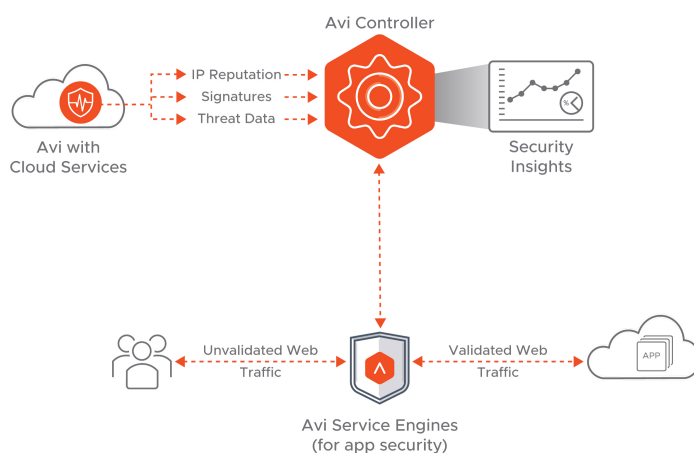 Avi Controller
IP Reputation
Signatures
Threat Data
Avi with
Cloud Services
%
Security
Insights
Unvalidated Web
Traffic
Validated Web
Traffic
APP
Avi Service Engines
(for app security)